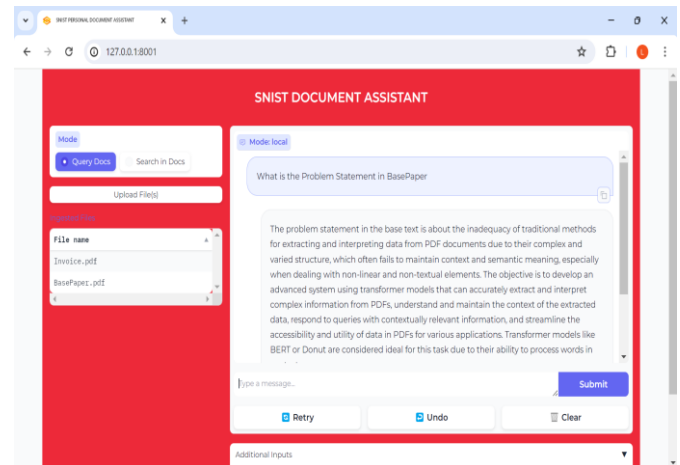 SNIST PERSONAL DOCUMENT ASSISTANT
127.0.0.1:8001
L
SNIST DOCUMENT ASSISTANT
Mode
Query Docs
Search in Docs
Upload File(s)
File name
Invoice.pdf
BasePaper.pdf
Mode: local
What is the Problem Statement in BasePaper
The problem statement in the base text is about the inadequacy of traditional methods
for extracting and interpreting data from PDF documents due to their complex and
varied structure, which often fails to maintain context and semantic meaning, especially
when dealing with non-linear and non-textual elements. The objective is to develop an
advanced system using transformer models that can accurately extract and interpret
complex information from PDFs, understand and maintain the context of the extracted
data, respond to queries with contextually relevant information, and streamline the
accessibility and utility of data in PDFs for various applications. Transformer models like
BERT or Donut are considered ideal for this task due to their ability to process words in
Type a message...
Submit
Retry
Undo
Clear
Additional Inputs